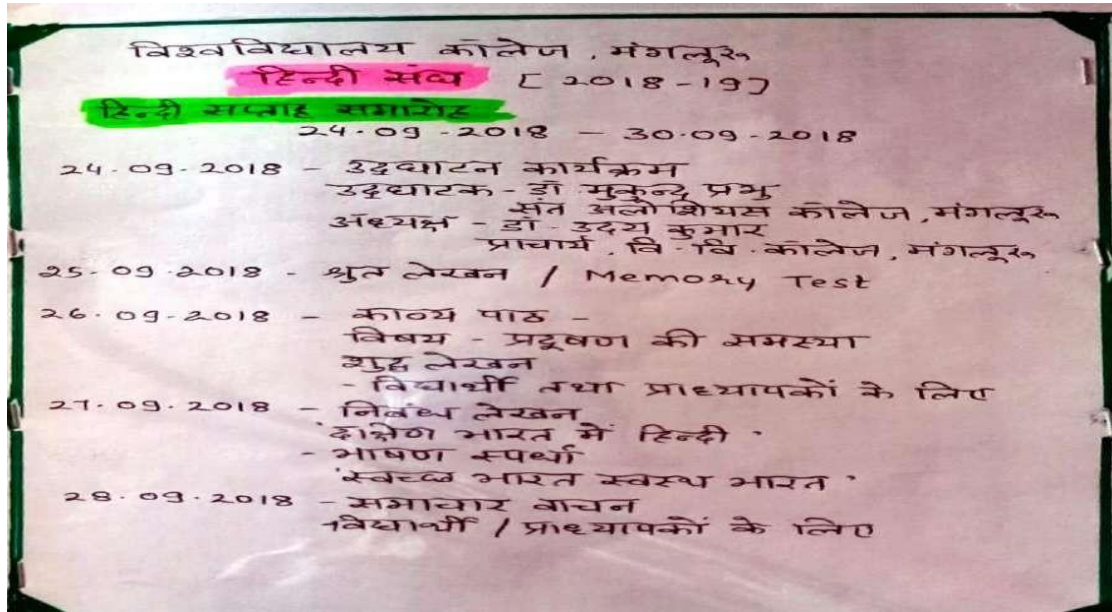 विश्वविद्यालय कॉलेज, मंगलूरु
हिन्दी संघ [2018-19]
हिन्दी सप्ताह समारोह
24.09.2018 - 30.09.2018
24.09.2018 - उद्घाटन कार्यक्रम
उद्घाटक - डॉ मुकुन्द प्रभु
संत अलोशियस कॉलेज, मंगलूरु
अध्यक्ष - डॉ. उदय कुमार
प्राचार्य, वि.वि. कॉलेज, मंगलूरु
25.09.2018 - श्रुत लेखन / Memory Test
26.09.2018 - काव्य पाठ -
विषय - प्रदूषण की समस्या
शुद्ध लेखन
- विद्यार्थी तथा प्राध्यापकों के लिए
27.09.2018 - निबंध लेखन
'दक्षिण भारत में हिन्दी'
- भाषण स्पर्धा
'स्वच्छ भारत स्वस्थ भारत'
28.09.2018 - समाचार वाचन
- विद्यार्थी / प्राध्यापकों के लिए